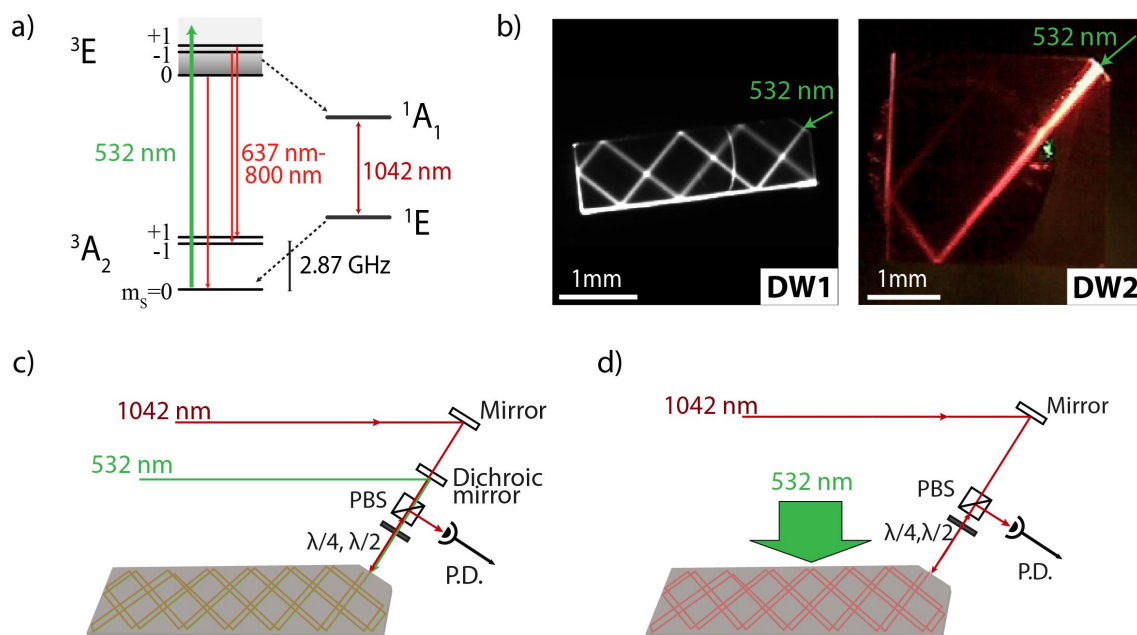 a)
³E
+1
-1
0
532 nm
637 nm-
800 nm
¹A₁
1042 nm
¹E
³A₂
+1
-1
2.87 GHz
mₛ=0
b)
532 nm
1mm
DW1
532 nm
1mm
DW2
c)
1042 nm
Mirror
532 nm
Dichroic
mirror
PBS
λ/4, λ/2
P.D.
d)
1042 nm
Mirror
532 nm
PBS
λ/4,λ/2
P.D.